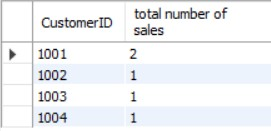 CustomerID total number of
sales
1001 2
1002 1
1003 1
1004 1